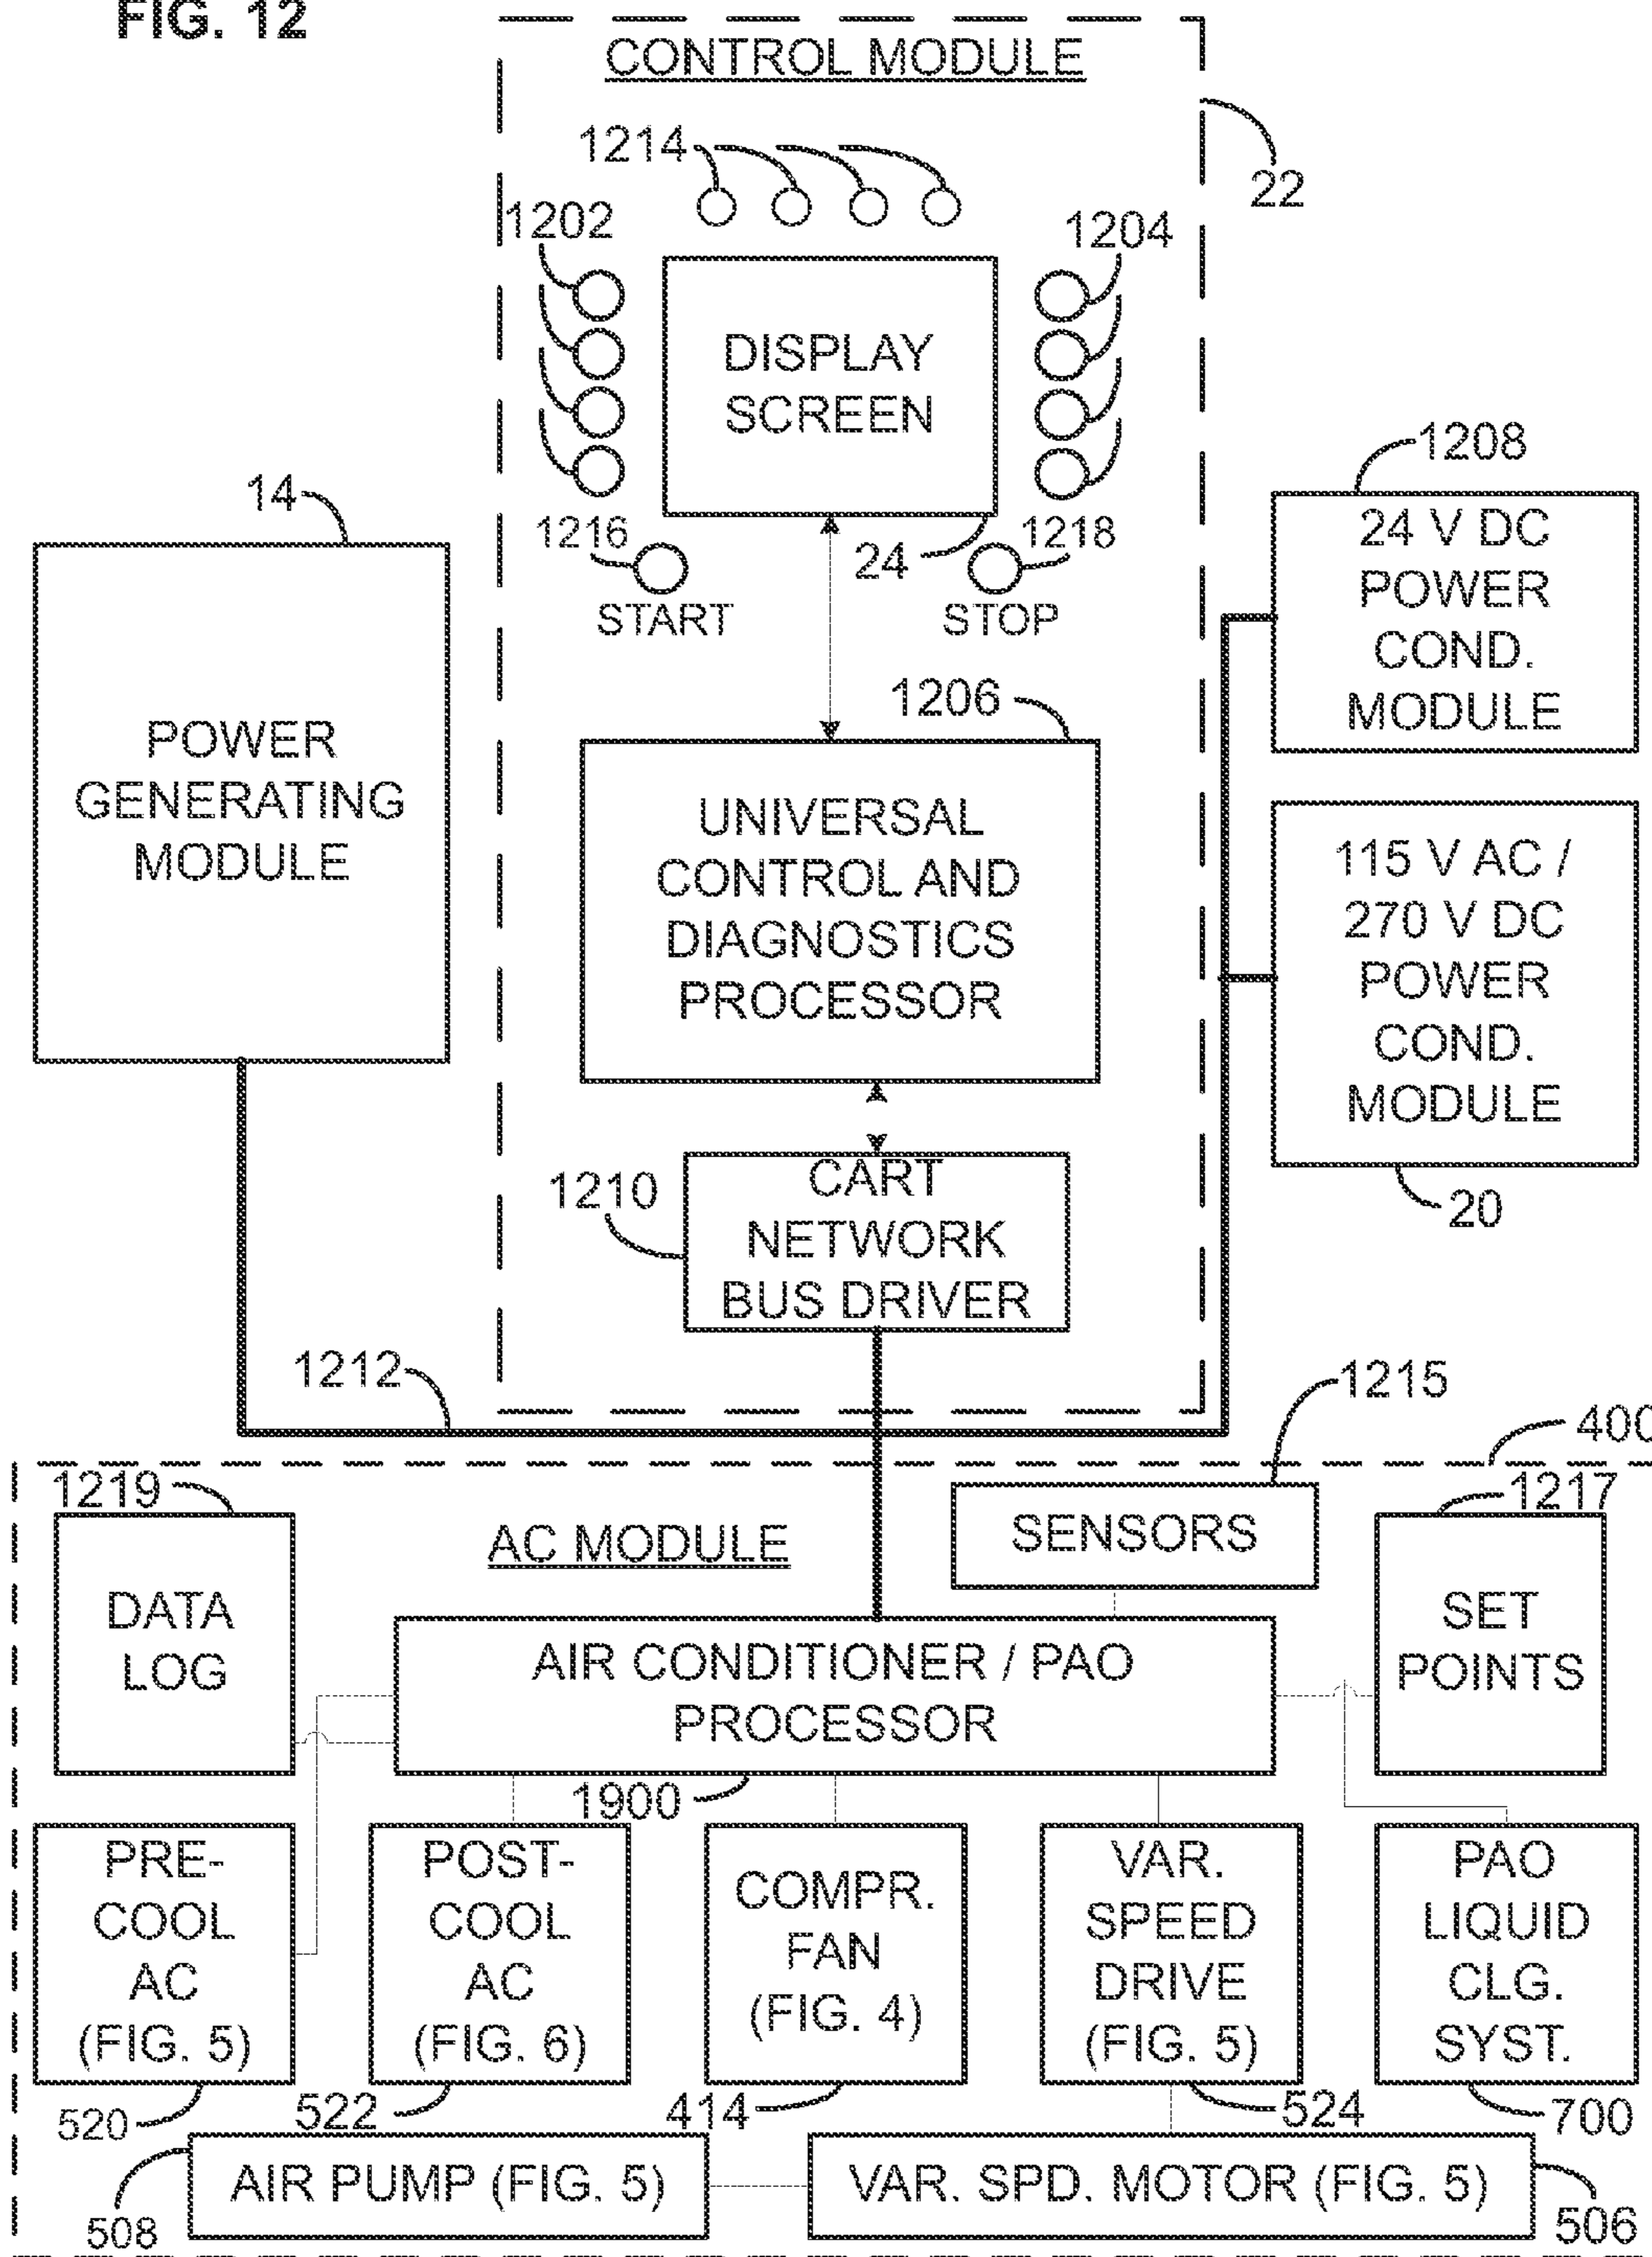 FIG. 12
CONTROL MODULE
1214
22
1202
1204
DISPLAY
SCREEN
1208
14
1216
24
1218
START
STOP
24 V DC
POWER
COND.
MODULE
1206
POWER
GENERATING
MODULE
UNIVERSAL
CONTROL AND
DIAGNOSTICS
PROCESSOR
115 V AC /
270 V DC
POWER
COND.
MODULE
20
1210
CART
NETWORK
BUS DRIVER
1212
1215
400
1219
1217
AC MODULE
SENSORS
DATA
LOG
SET
POINTS
AIR CONDITIONER / PAO
PROCESSOR
1900
PRE-
COOL
AC
(FIG. 5)
POST-
COOL
AC
(FIG. 6)
COMPR.
FAN
(FIG. 4)
VAR.
SPEED
DRIVE
(FIG. 5)
PAO
LIQUID
CLG.
SYST.
520
522
414
524
700
AIR PUMP (FIG. 5)
VAR. SPD. MOTOR (FIG. 5)
508
506